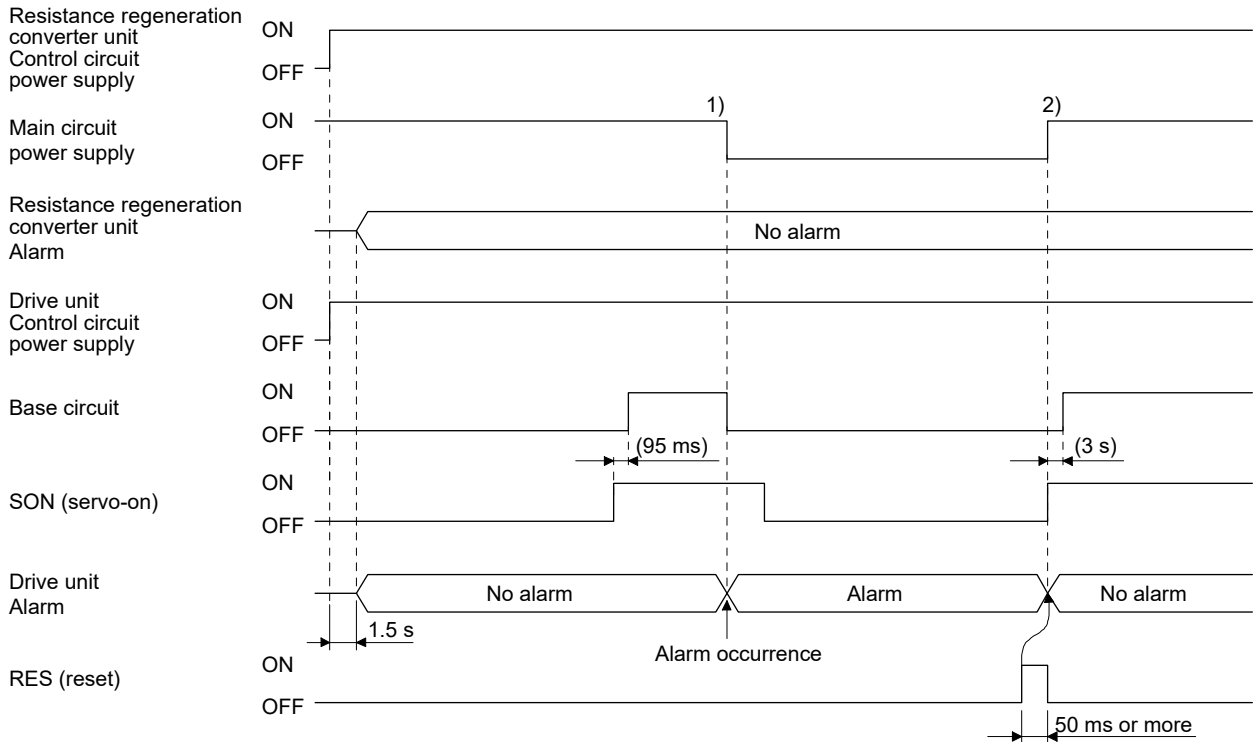 Resistance regeneration
converter unit
Control circuit
power supply
ON
OFF
Main circuit
power supply
ON
OFF
1)
2)
Resistance regeneration
converter unit
Alarm
No alarm
Drive unit
Control circuit
power supply
ON
OFF
Base circuit
ON
OFF
(95 ms)
(3 s)
SON (servo-on)
ON
OFF
Drive unit
Alarm
No alarm
Alarm
No alarm
1.5 s
Alarm occurrence
RES (reset)
ON
OFF
50 ms or more